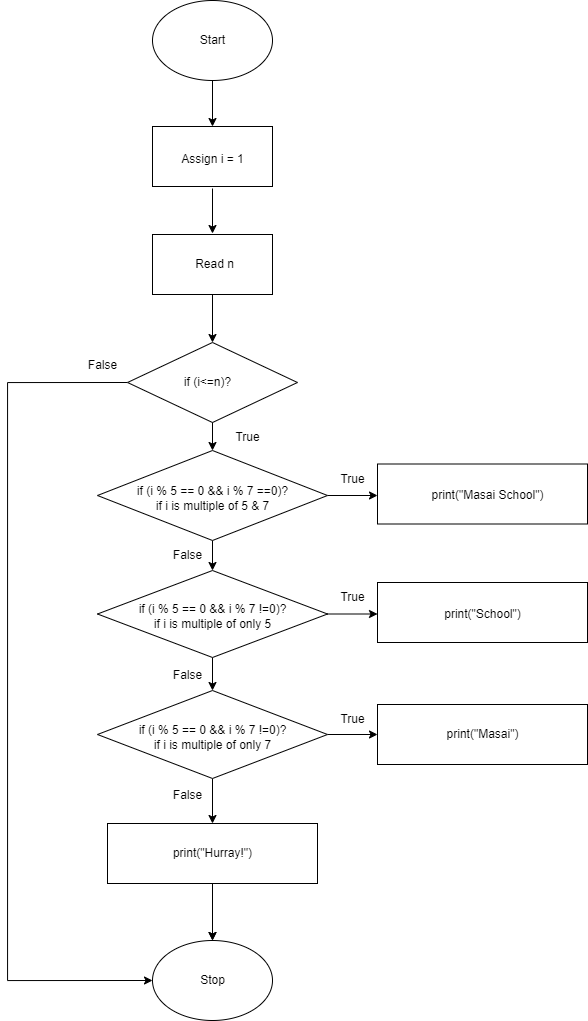 Start
Assign i = 1
Read n
False
if (i<=n)?
True
if (i % 5 == 0 && i % 7 ==0)?
if i is multiple of 5 & 7
True
print("Masai School")
False
if (i % 5 == 0 && i % 7 !=0)?
if i is multiple of only 5
True
print("School")
False
if (i % 5 == 0 && i % 7 !=0)?
if i is multiple of only 7
True
print("Masai")
False
print("Hurray!")
Stop